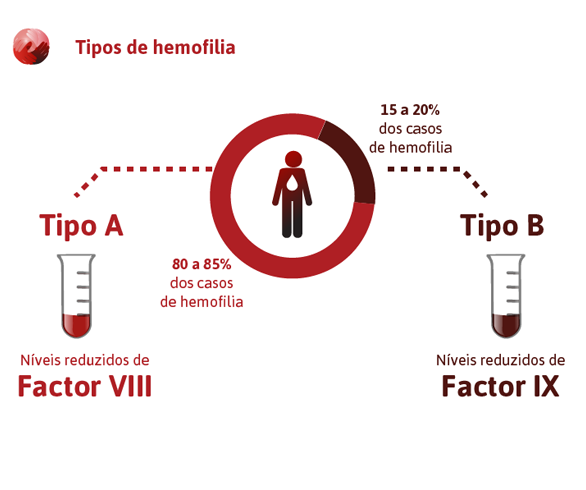 Tipos de hemofilia
15 a 20%
dos casos
de hemofilia
Tipo A
Tipo B
80 a 85%
dos casos
de hemofilia
Níveis reduzidos de
Factor VIII
Níveis reduzidos de
Factor IX